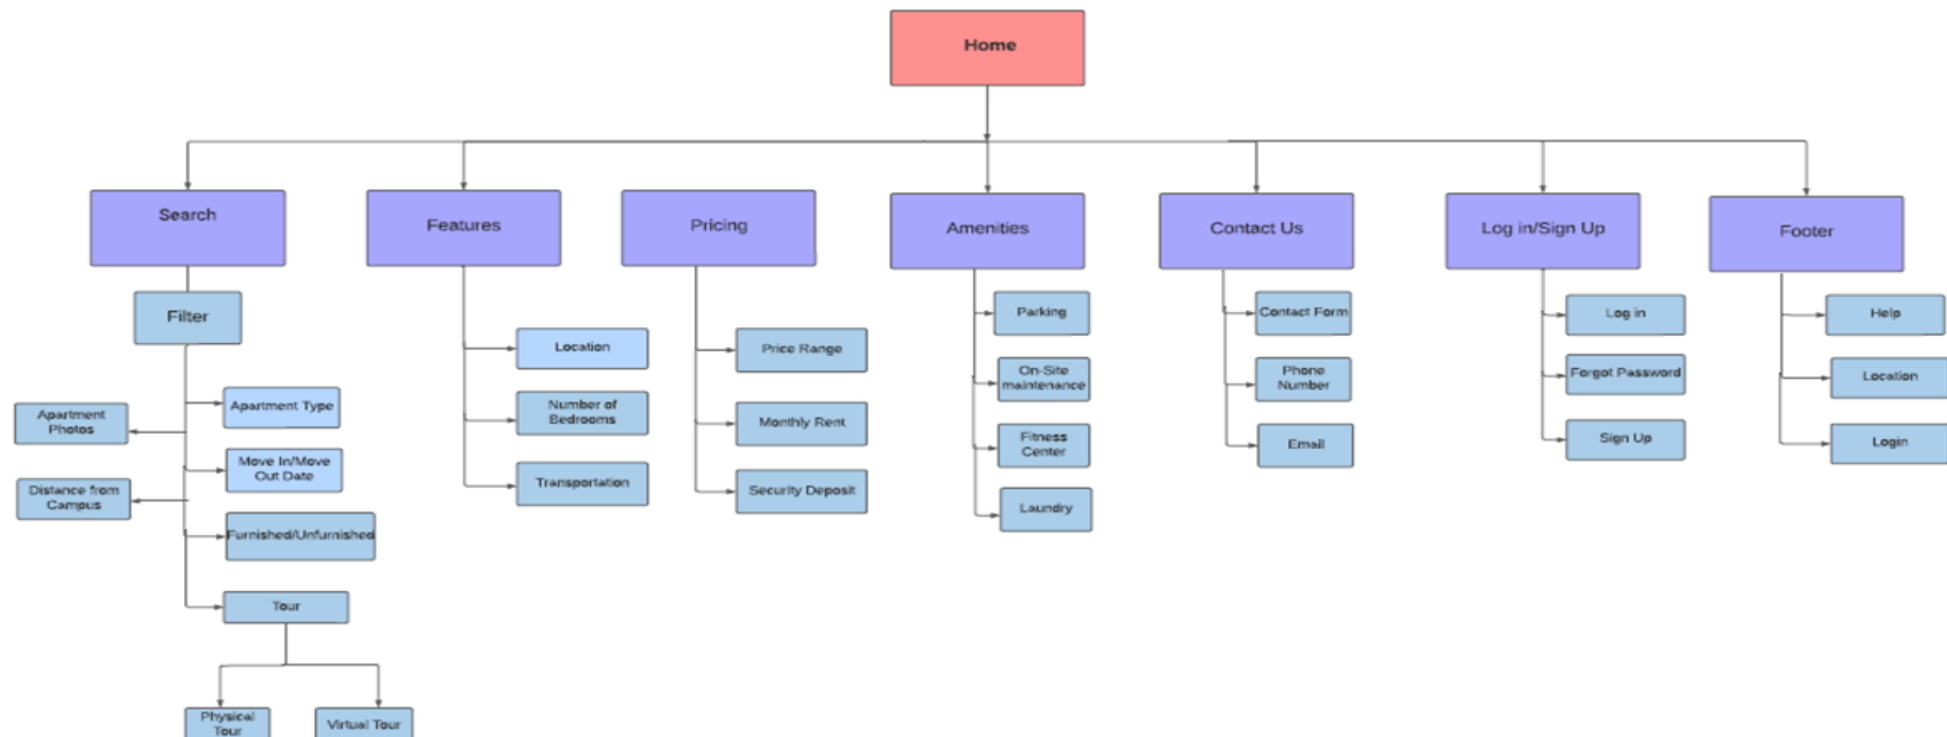 Home
Search
Features
Pricing
Amenities
Contact Us
Log in/Sign Up
Footer
Filter
Apartment Type
Apartment
Photos
Move In/Move
Out Date
Distance from
Campus
Furnished/Unfurnished
Tour
Physical
Tour
Virtual Tour
Location
Number of
Bedrooms
Transportation
Price Range
Monthly Rent
Security Deposit
Parking
On-Site
maintenance
Fitness
Center
Laundry
Contact Form
Phone
Number
Email
Log in
Forgot Password
Sign Up
Help
Location
Login